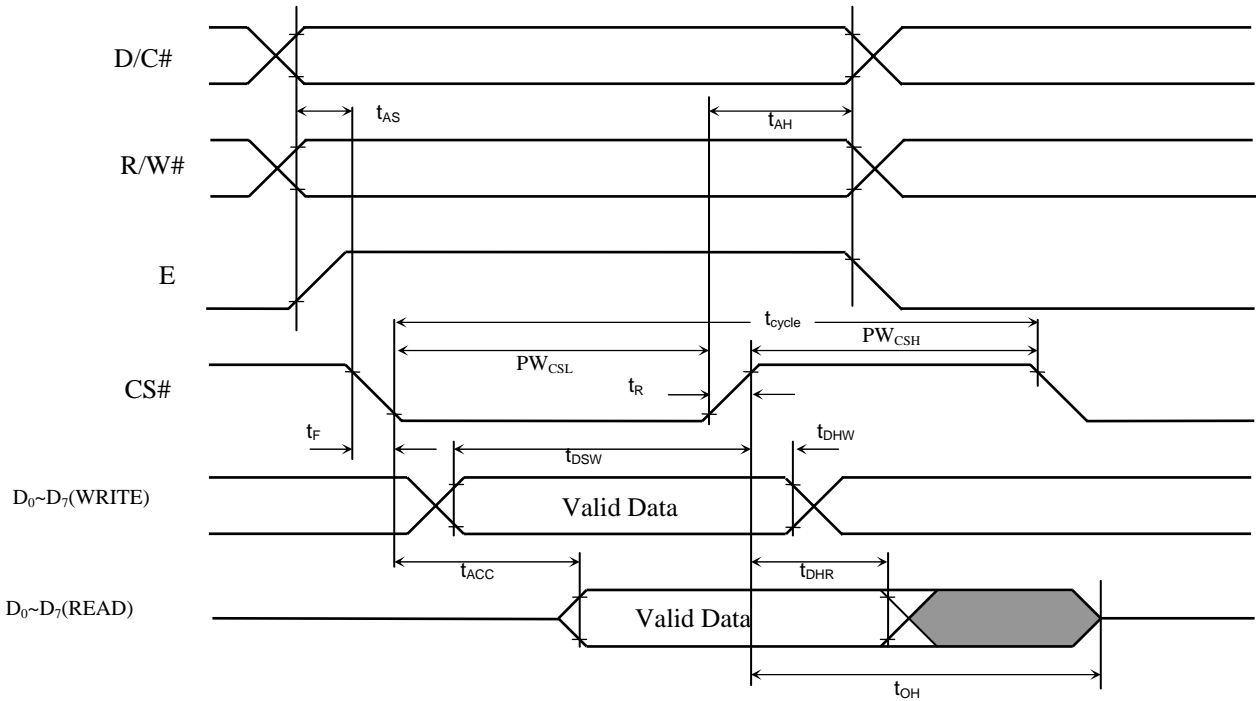 D/C#
tAS
tAH
R/W#
E
tcycle
PWCSH
PWCSL
CS#
tR
tF
tDSW
tDHW
D0~D7(WRITE)
Valid Data
tACC
tDHR
D0~D7(READ)
Valid Data
tOH